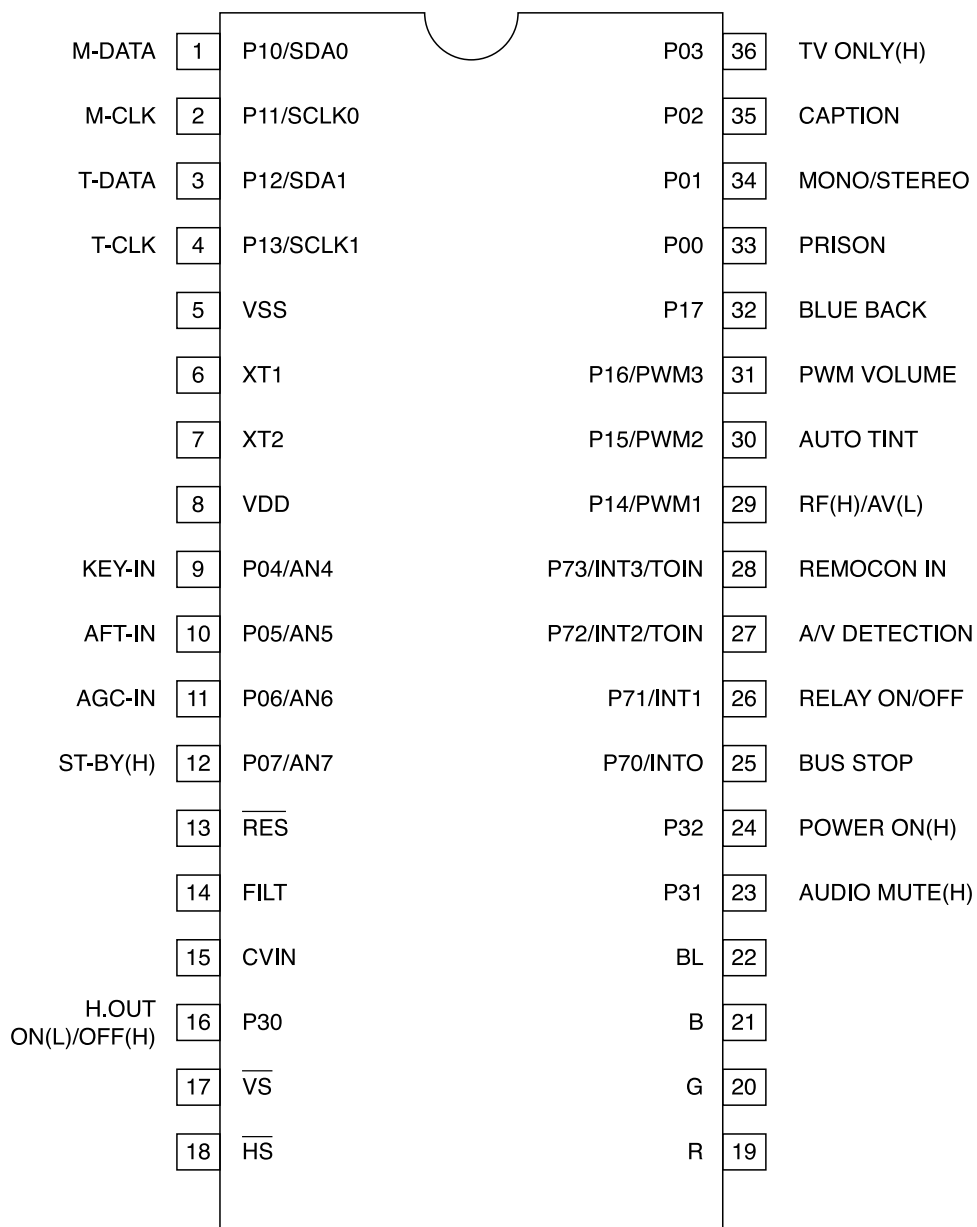 M-DATA 1 P10/SDA0 P03 36 TV ONLY(H)
M-CLK 2 P11/SCLK0 P02 35 CAPTION
T-DATA 3 P12/SDA1 P01 34 MONO/STEREO
T-CLK 4 P13/SCLK1 P00 33 PRISON
5 VSS P17 32 BLUE BACK
6 XT1 P16/PWM3 31 PWM VOLUME
7 XT2 P15/PWM2 30 AUTO TINT
8 VDD P14/PWM1 29 RF(H)/AV(L)
KEY-IN 9 P04/AN4 P73/INT3/TOIN 28 REMOCON IN
AFT-IN 10 P05/AN5 P72/INT2/TOIN 27 A/V DETECTION
AGC-IN 11 P06/AN6 P71/INT1 26 RELAY ON/OFF
ST-BY(H) 12 P07/AN7 P70/INTO 25 BUS STOP
13 RES P32 24 POWER ON(H)
14 FILT P31 23 AUDIO MUTE(H)
15 CVIN BL 22
H.OUT
ON(L)/OFF(H) 16 P30 B 21
17 VS G 20
18 HS R 19